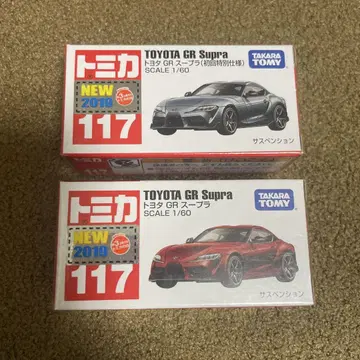 トミカ
TOYOTA GR Supra
トヨタ GR スープラ(初回特別仕様)
SCALE 1/60
TAKARA
TOMY
NEW
2019
117
サスペンション
トミカ
TOYOTA GR Supra
トヨタ GR スープラ
SCALE 1/60
TAKARA
TOMY
NEW
2019
117
サスペンション